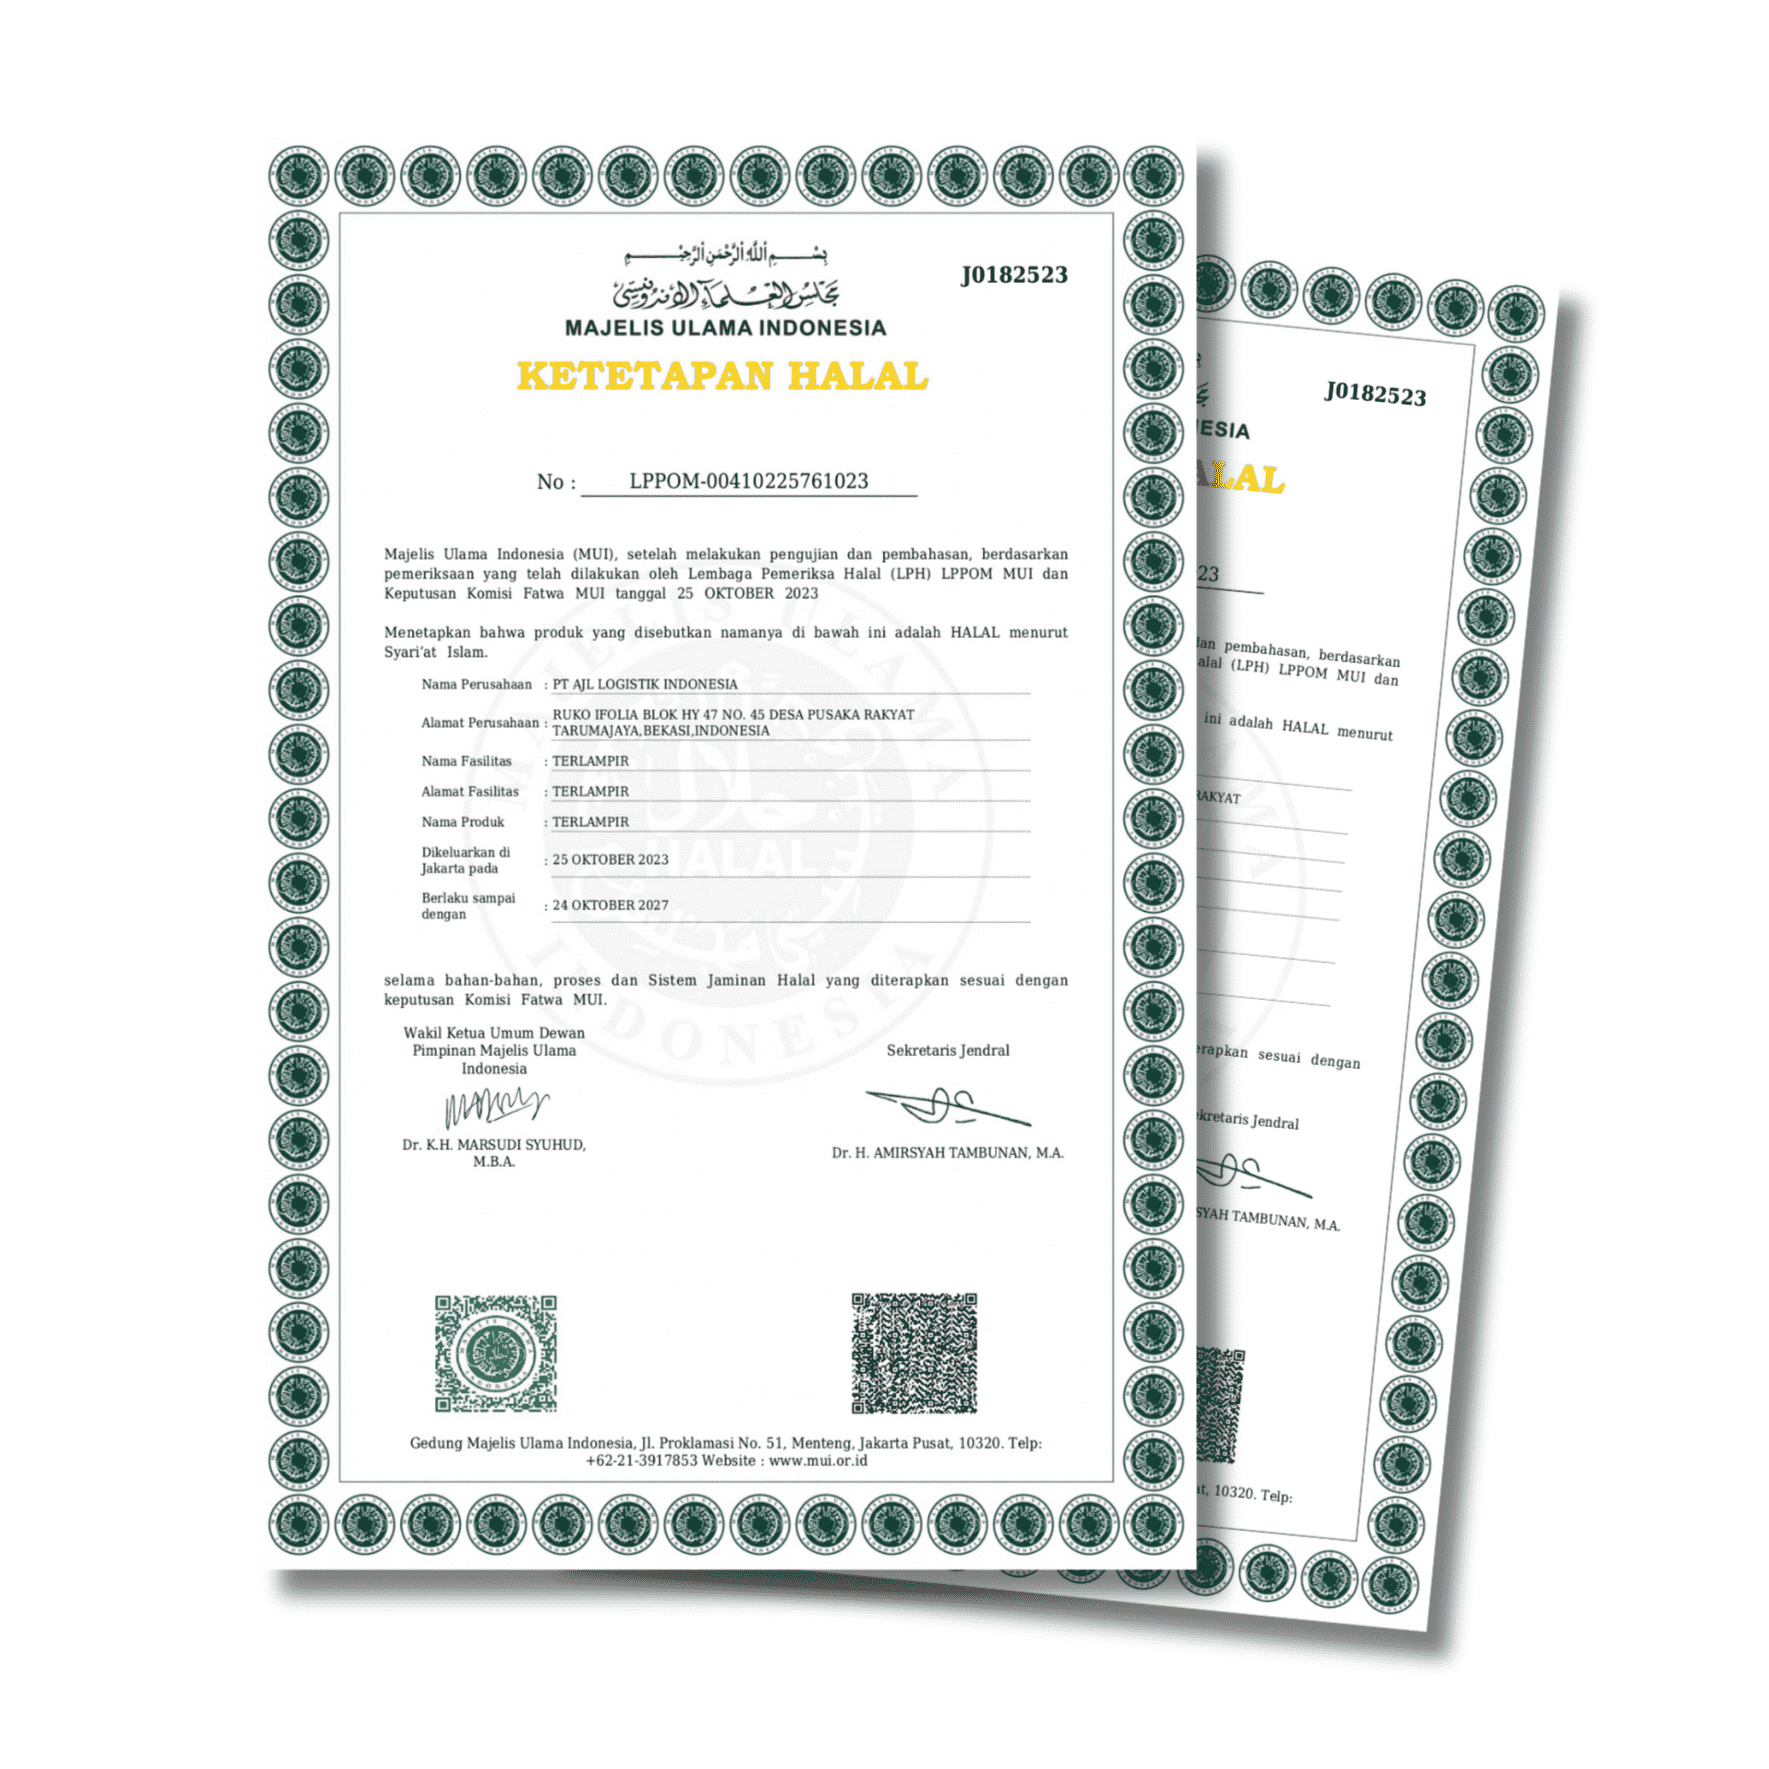 بِسْمِ اللَّهِ الرَّحْمَنِ الرَّحِيْمِ
مجلس العلماء الأندونيسي
J0182523
MAJELIS ULAMA INDONESIA
KETETAPAN HALAL
No : LPPOM-00410225761023
Majelis Ulama Indonesia (MUI), setelah melakukan pengujian dan pembahasan, berdasarkan
pemeriksaan yang telah dilakukan oleh Lembaga Pemeriksa Halal (LPH) LPPOM MUI dan
Keputusan Komisi Fatwa MUI tanggal 25 OKTOBER 2023
Menetapkan bahwa produk yang disebutkan namanya di bawah ini adalah HALAL menurut
Syari'at Islam.
Nama Perusahaan : PT AJL LOGISTIK INDONESIA
Alamat Perusahaan : RUKO IFOLIA BLOK HY 47 NO. 45 DESA PUSAKA RAKYAT
TARUMAJAYA,BEKASI,INDONESIA
Nama Fasilitas : TERLAMPIR
Alamat Fasilitas : TERLAMPIR
Nama Produk : TERLAMPIR
Dikeluarkan di
Jakarta pada : 25 OKTOBER 2023
Berlaku sampai
dengan : 24 OKTOBER 2027
selama bahan-bahan, proses dan Sistem Jaminan Halal yang diterapkan sesuai dengan
keputusan Komisi Fatwa MUI.
Wakil Ketua Umum Dewan
Pimpinan Majelis Ulama
Indonesia
Dr. K.H. MARSUDI SYUHUD,
M.B.A.
Sekretaris Jendral
Dr. H. AMIRSYAH TAMBUNAN, M.A.
Gedung Majelis Ulama Indonesia, Jl. Proklamasi No. 51, Menteng, Jakarta Pusat, 10320. Telp:
+62-21-3917853 Website : www.mui.or.id
MAJELIS ULAMA
HALAL
INDONESIA
J0182523
ESIA
ALAL
23
dan pembahasan, berdasarkan
alal (LPH) LPPOM MUI dan
ini adalah HALAL menurut
RAKYAT
erapkan sesuai dengan
ekretaris Jendral
SYAH TAMBUNAN, M.A.
at, 10320. Telp: